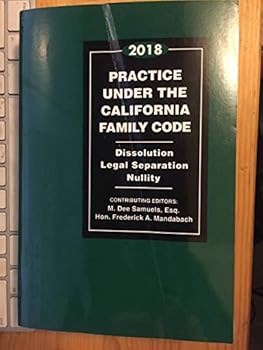 2018
PRACTICE
UNDER THE
CALIFORNIA
FAMILY CODE
Dissolution
Legal Separation
Nullity
CONTRIBUTING EDITORS:
M. Dee Samuels, Esq.
Hon. Frederick A. Mandabach